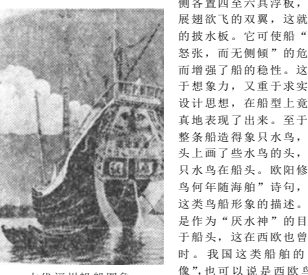 侧各置四至六具浮板，
展翅欲飞的双翼，这就
的披水板。它可使船“
怒张，而无侧倾”的危
而增强了船的稳性。这
于想象力，又重于求实
设计思想，在船型上竟
真地表现了出来。至于
整条船造得象只水鸟，
头上画了些水鸟的头，
只水鸟在船头。欧阳修
鸟何年随海舶”诗句，
这类鸟船形象的描述。
是作为“厌水神”的目
于船头，这在西欧也曾
时。我国这类船舶的
像”，也可以说是西欧鸟